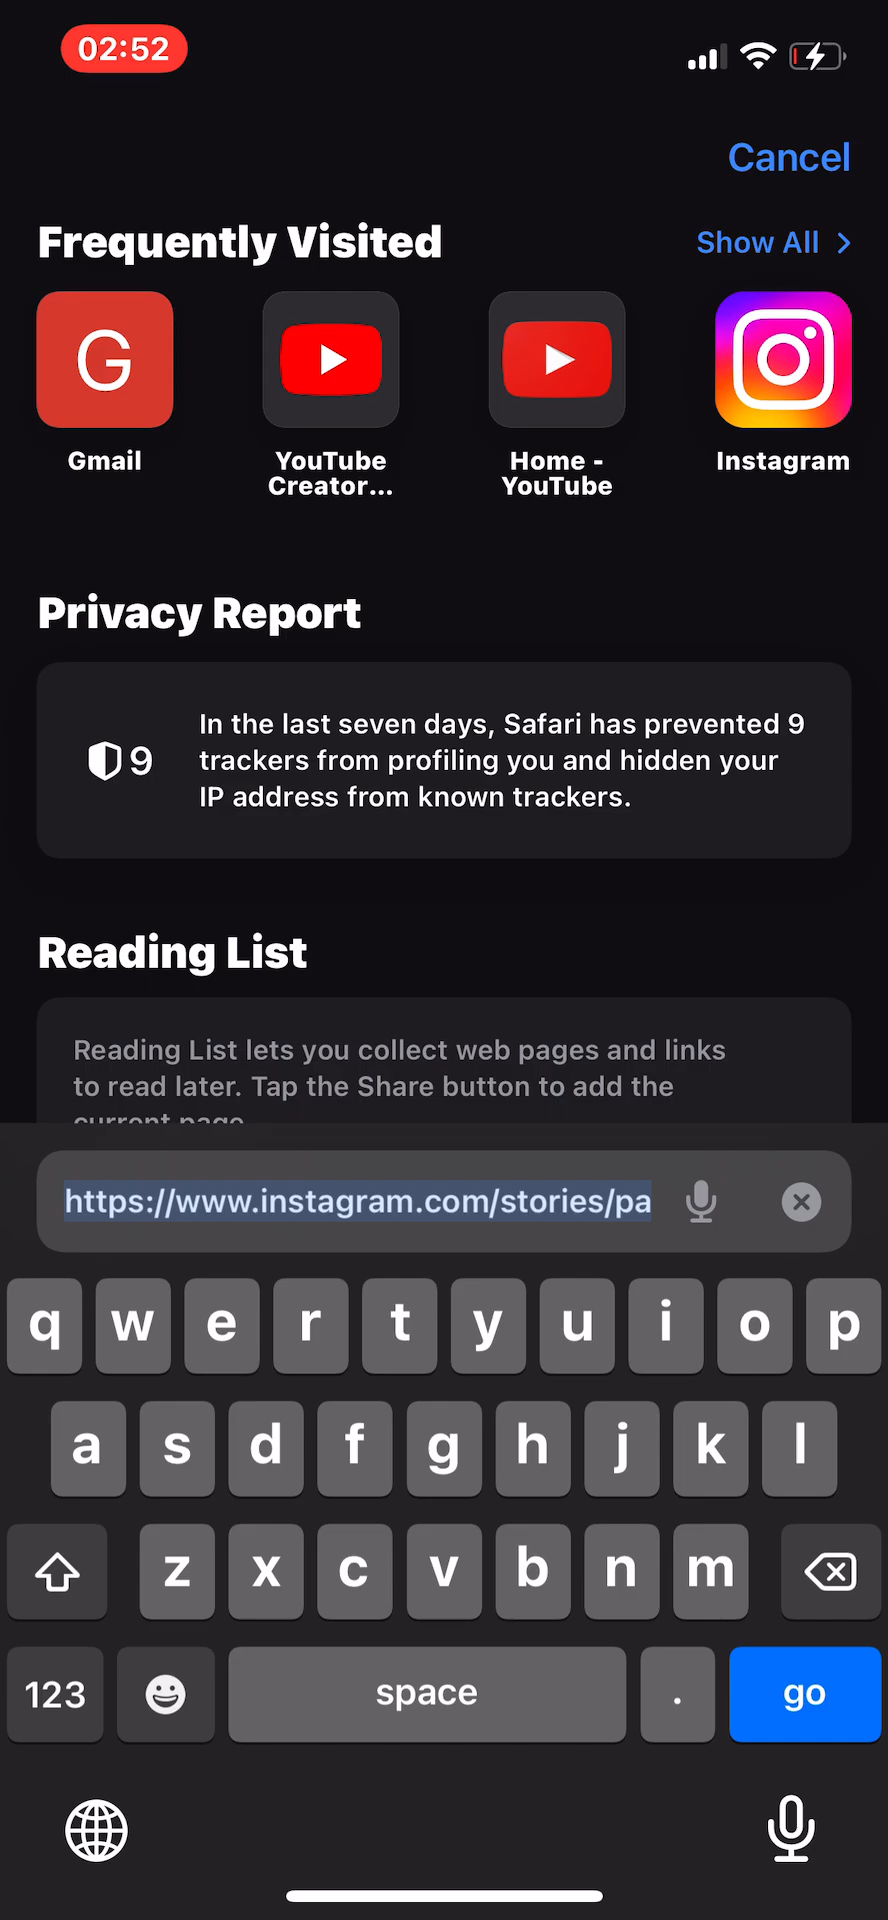 02:52
Cancel
Frequently Visited
Show All
G
Gmail
YouTube
Creator...
Home -
YouTube
Instagram
Privacy Report
9
In the last seven days, Safari has prevented 9
trackers from profiling you and hidden your
IP address from known trackers.
Reading List
Reading List lets you collect web pages and links
to read later. Tap the Share button to add the
current page
https://www.instagram.com/stories/pa
q w e r t y u i o p
a s d f g h j k l
z x c v b n m
123
space
.
go